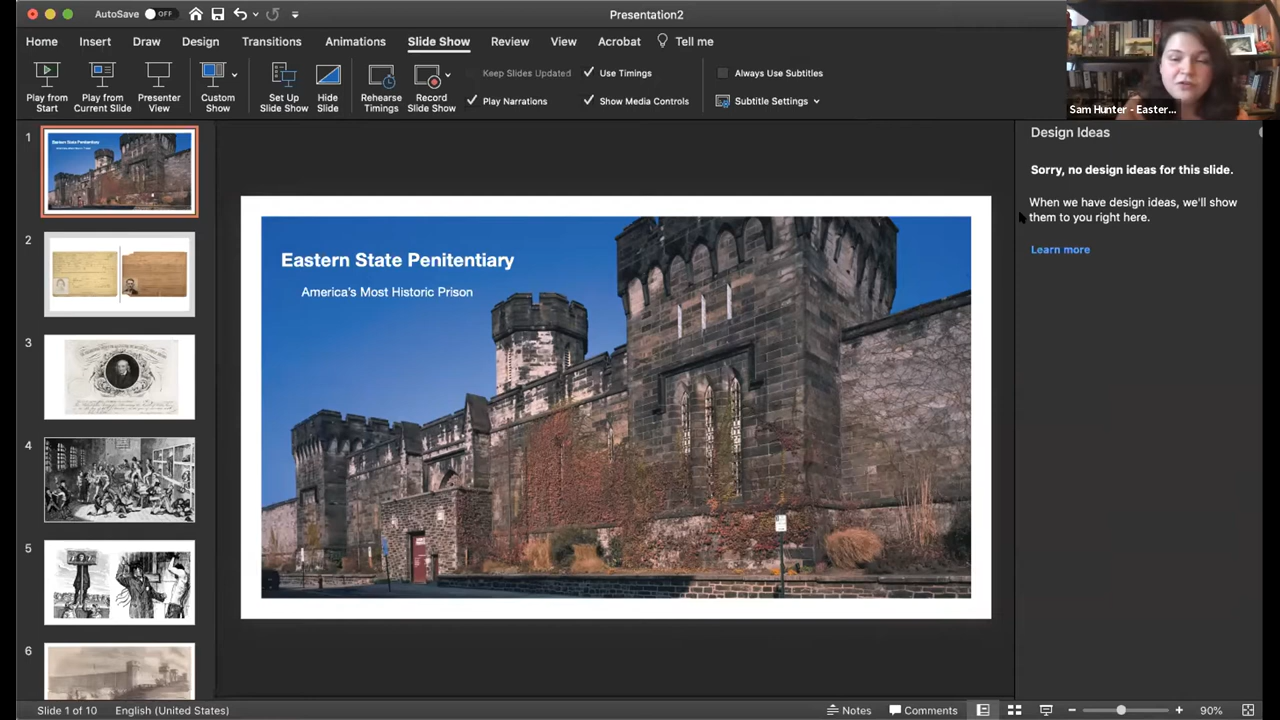 AutoSave OFF
Presentation2
Home Insert Draw Design Transitions Animations Slide Show Review View Acrobat Tell me
Play from Start
Play from Current Slide
Presenter View
Custom Show
Set Up Slide Show
Hide Slide
Rehearse Timings
Record Slide Show
Keep Slides Updated
Use Timings
Play Narrations
Show Media Controls
Always Use Subtitles
Subtitle Settings
Sam Hunter - Easter...
1
Eastern State Penitentiary
2
3
4
5
6
Eastern State Penitentiary
America's Most Historic Prison
Design Ideas
Sorry, no design ideas for this slide.
When we have design ideas, we'll show
them to you right here.
Learn more
Slide 1 of 10 English (United States) Notes Comments 90%